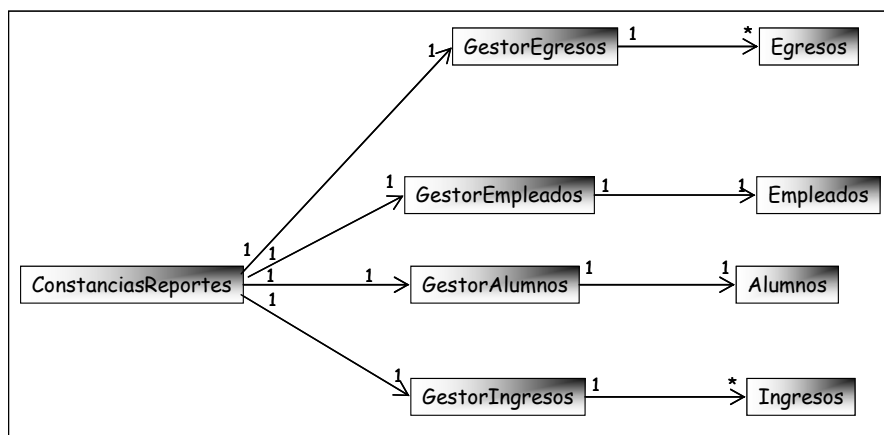 1 GestorEgresos 1 * Egresos
1 GestorEmpleados 1 1 Empleados
1
1
ConstanciasReportes 1 1 GestorAlumnos 1 1 Alumnos
1
1 GestorIngresos 1 * Ingresos